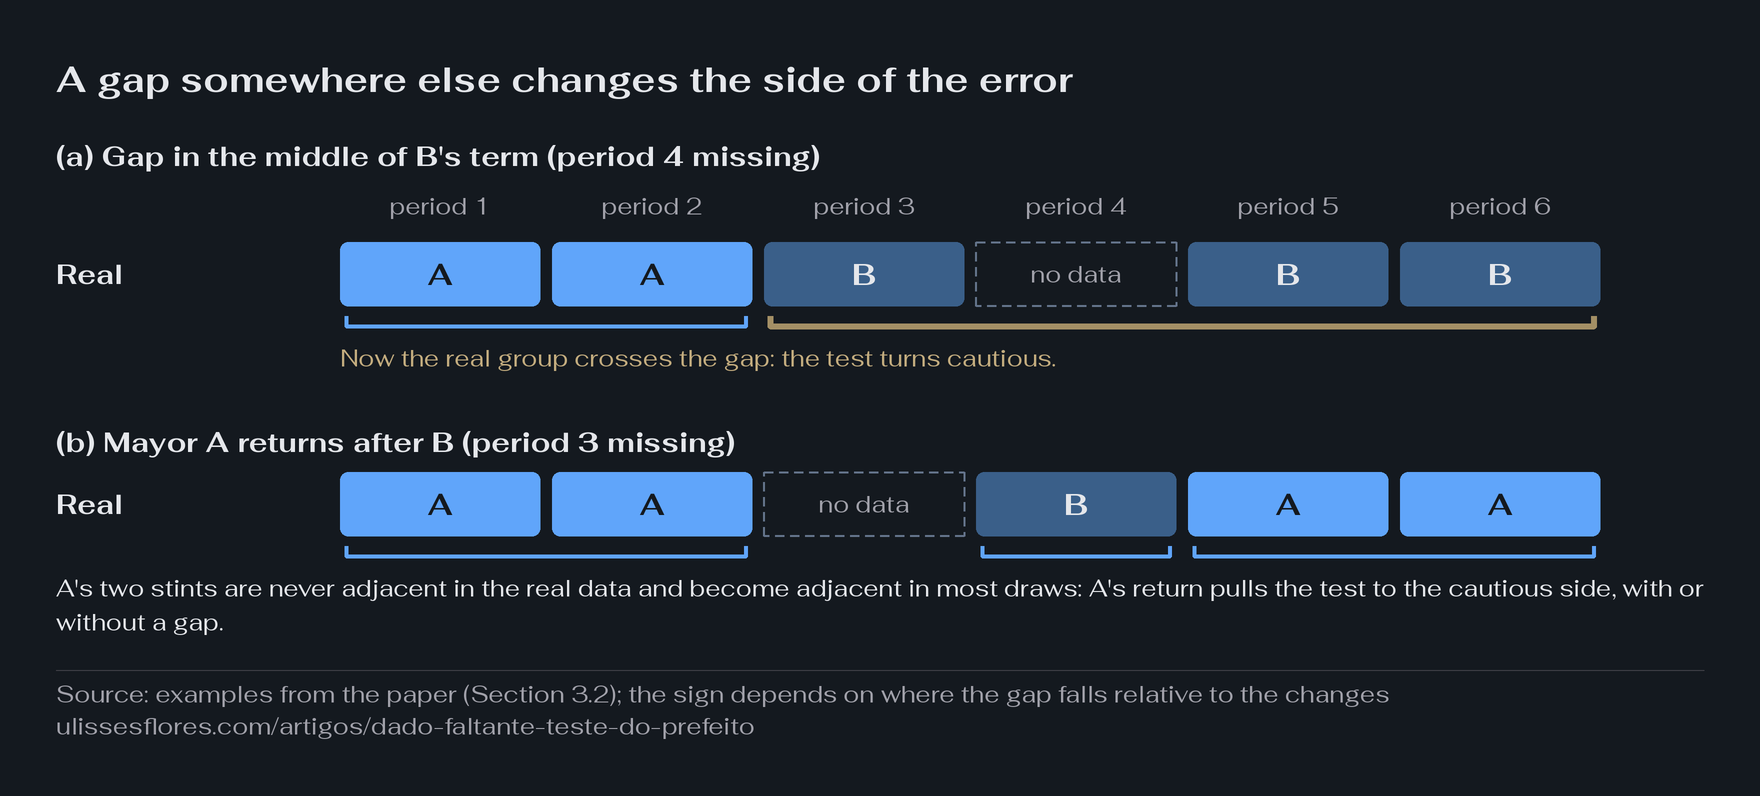 A gap somewhere else changes the side of the error
(a) Gap in the middle of B's term (period 4 missing)
period 1 period 2 period 3 period 4 period 5 period 6
Real A A B no data B B
Now the real group crosses the gap: the test turns cautious.
(b) Mayor A returns after B (period 3 missing)
Real A A no data B A A
A's two stints are never adjacent in the real data and become adjacent in most draws: A's return pulls the test to the cautious side, with or
without a gap.
Source: examples from the paper (Section 3.2); the sign depends on where the gap falls relative to the changes
ulissesflores.com/artigos/dado-faltante-teste-do-prefeito